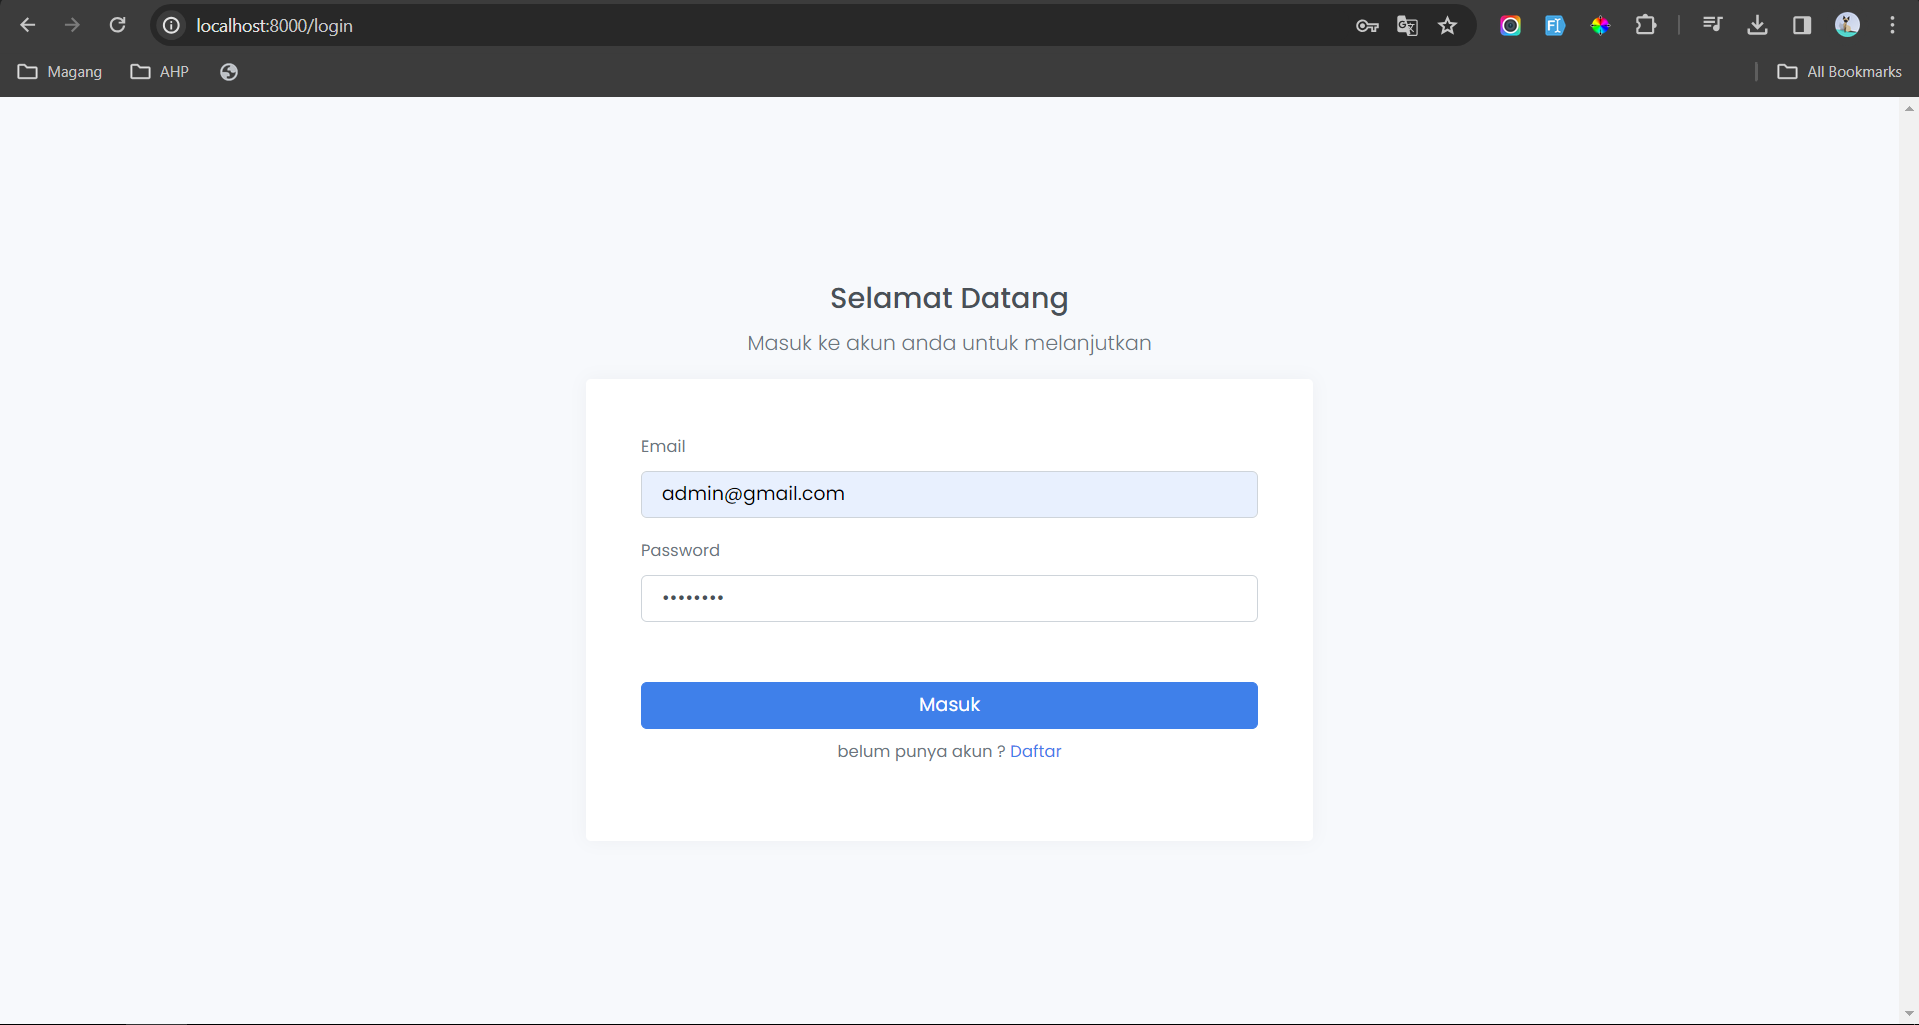 localhost:8000/login
Magang AHP All Bookmarks
Selamat Datang
Masuk ke akun anda untuk melanjutkan
Email
admin@gmail.com
Password
••••••••
Masuk
belum punya akun ? Daftar